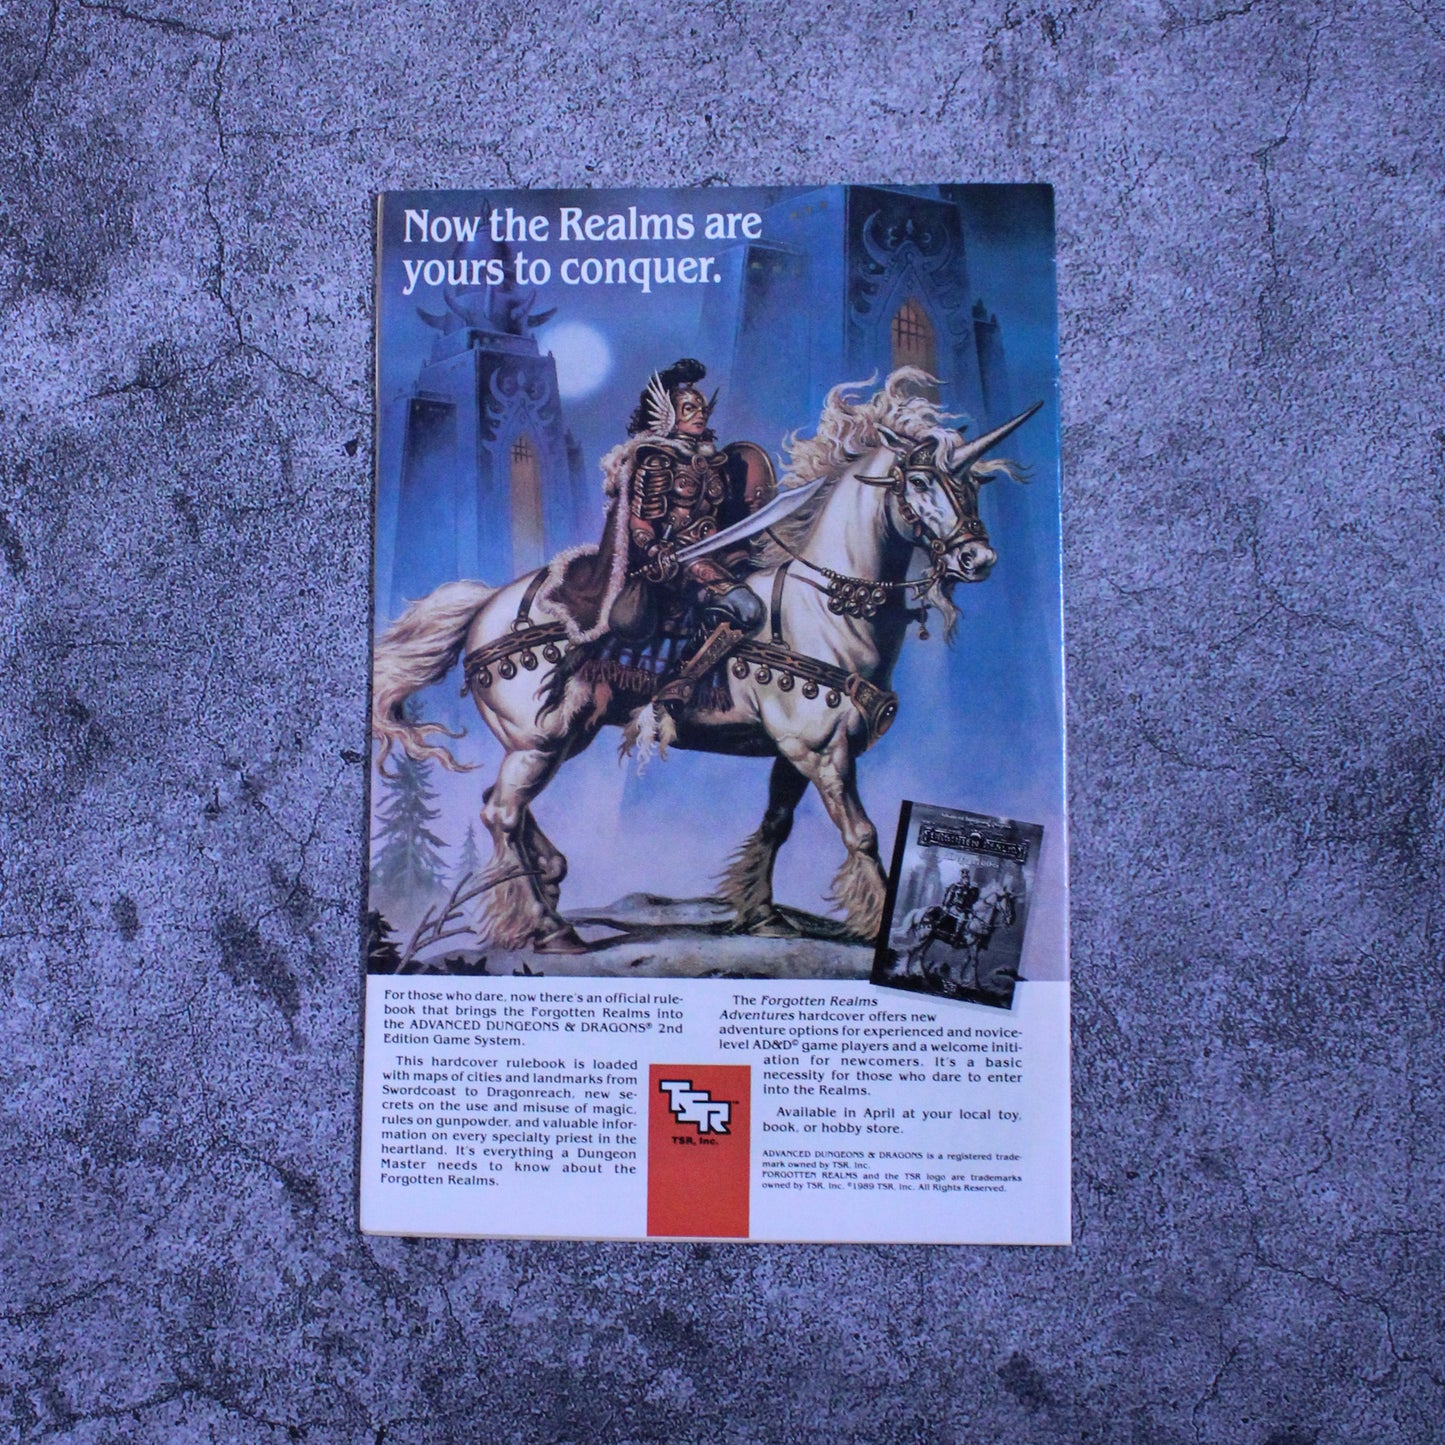 Now the Realms are
yours to conquer.
FORGOTTEN REALMS
For those who dare, now there's an official rule-
book that brings the Forgotten Realms into
the ADVANCED DUNGEONS & DRAGONS® 2nd
Edition Game System.
This hardcover rulebook is loaded
with maps of cities and landmarks from
Swordcoast to Dragonreach, new se-
crets on the use and misuse of magic,
rules on gunpowder, and valuable infor-
mation on every specialty priest in the
heartland. It's everything a Dungeon
Master needs to know about the
Forgotten Realms.
TSR™
TSR, Inc.
The Forgotten Realms
Adventures hardcover offers new
adventure options for experienced and novice-
level AD&D® game players and a welcome initi-
ation for newcomers. It's a basic
necessity for those who dare to enter
into the Realms.
Available in April at your local toy,
book, or hobby store.
ADVANCED DUNGEONS & DRAGONS is a registered trade-
mark owned by TSR, Inc.
FORGOTTEN REALMS and the TSR logo are trademarks
owned by TSR, Inc. ©1989 TSR, Inc. All Rights Reserved.